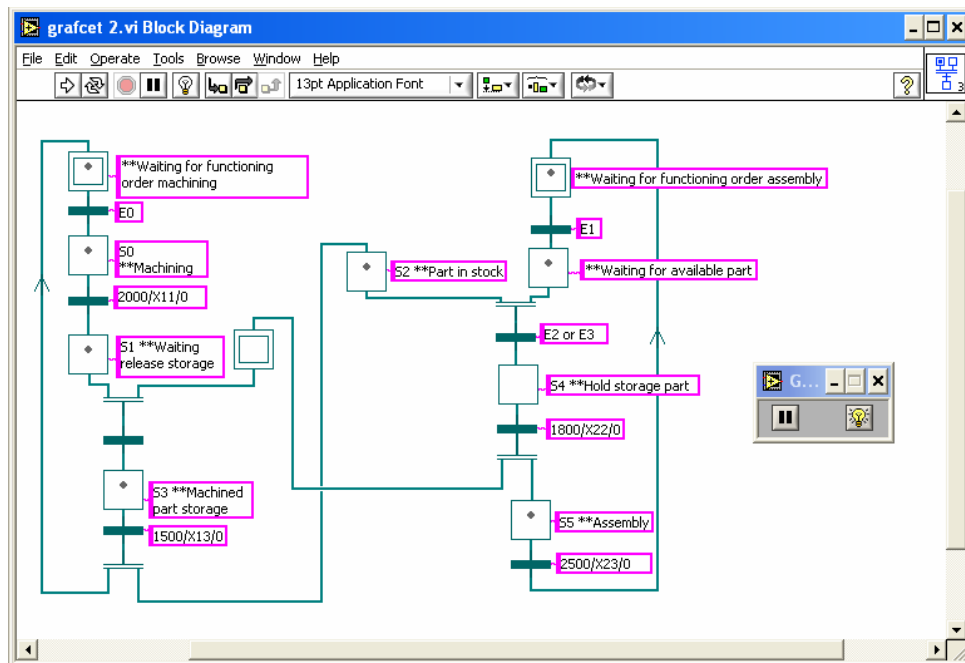 grafcet 2.vi Block Diagram
File Edit Operate Tools Browse Window Help
13pt Application Font
?
3
**Waiting for functioning
order machining
E0
S0
**Machining
2000/X11/0
S1 **Waiting
release storage
S3 **Machined
part storage
1500/X13/0
S2 **Part in stock
**Waiting for functioning order assembly
E1
**Waiting for available part
E2 or E3
S4 **Hold storage part
1800/X22/0
S5 **Assembly
2500/X23/0
G...